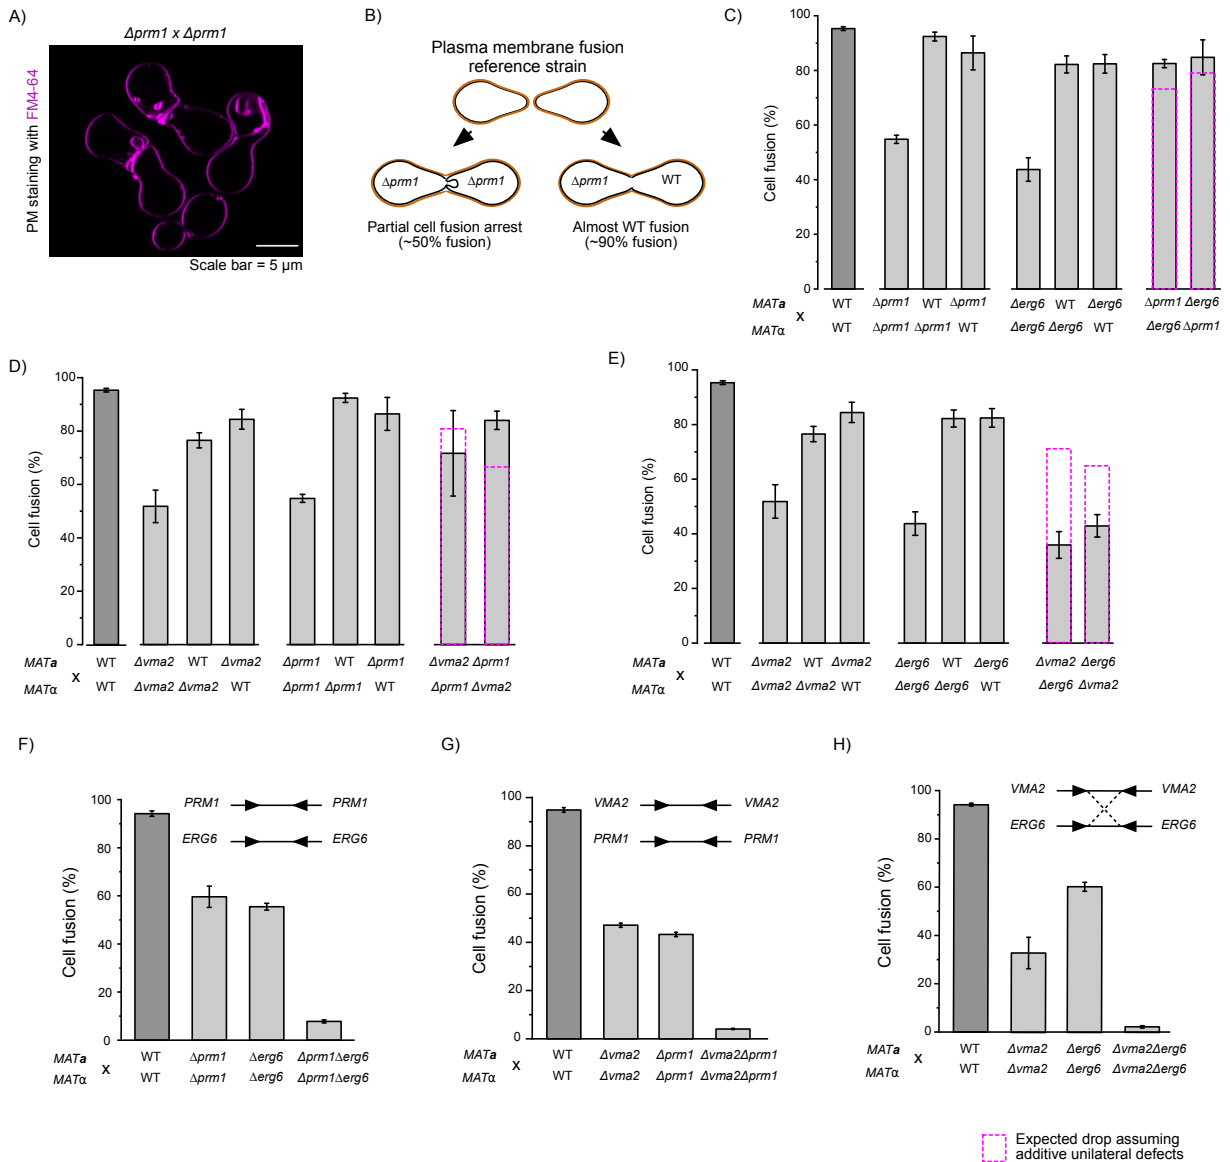 A)
Δprm1 x Δprm1
PM staining with FM4-64
Scale bar = 5 µm
B)
Plasma membrane fusion
reference strain
Δprm1 Δprm1
Δprm1 WT
Partial cell fusion arrest
(~50% fusion)
Almost WT fusion
(~90% fusion)
C)
Cell fusion (%)
100
80
60
40
20
0
MATa WT Δprm1 WT Δprm1 Δerg6 WT Δerg6 Δprm1 Δerg6
x
MATα WT Δprm1 Δprm1 WT Δerg6 Δerg6 WT Δerg6 Δprm1
D)
Cell fusion (%)
100
80
60
40
20
0
MATa WT Δvma2 WT Δvma2 Δprm1 WT Δprm1 Δvma2 Δprm1
x
MATα WT Δvma2 Δvma2 WT Δprm1 Δprm1 WT Δprm1 Δvma2
E)
Cell fusion (%)
100
80
60
40
20
0
MATa WT Δvma2 WT Δvma2 Δerg6 WT Δerg6 Δvma2 Δerg6
x
MATα WT Δvma2 Δvma2 WT Δerg6 Δerg6 WT Δerg6 Δvma2
F)
PRM1 PRM1
ERG6 ERG6
Cell fusion (%)
100
80
60
40
20
0
MATa WT Δprm1 Δerg6 Δprm1Δerg6
x
MATα WT Δprm1 Δerg6 Δprm1Δerg6
G)
VMA2 VMA2
PRM1 PRM1
Cell fusion (%)
100
80
60
40
20
0
MATa WT Δvma2 Δprm1 Δvma2Δprm1
x
MATα WT Δvma2 Δprm1 Δvma2Δprm1
H)
VMA2 VMA2
ERG6 ERG6
Cell fusion (%)
100
80
60
40
20
0
MATa WT Δvma2 Δerg6 Δvma2Δerg6
x
MATα WT Δvma2 Δerg6 Δvma2Δerg6
Expected drop assuming
additive unilateral defects